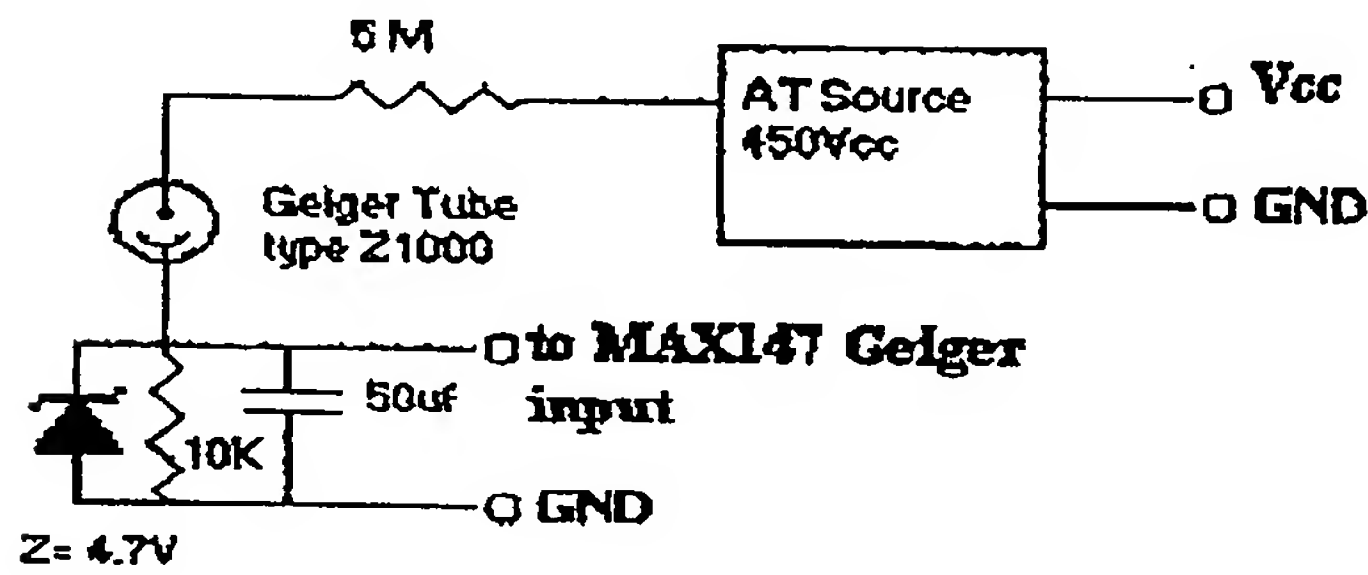 5 M
AT Source
450Vcc
Vcc
GND
Geiger Tube
type Z1000
to MAX147 Geiger
input
50uf
10K
GND
Z= 4.7V